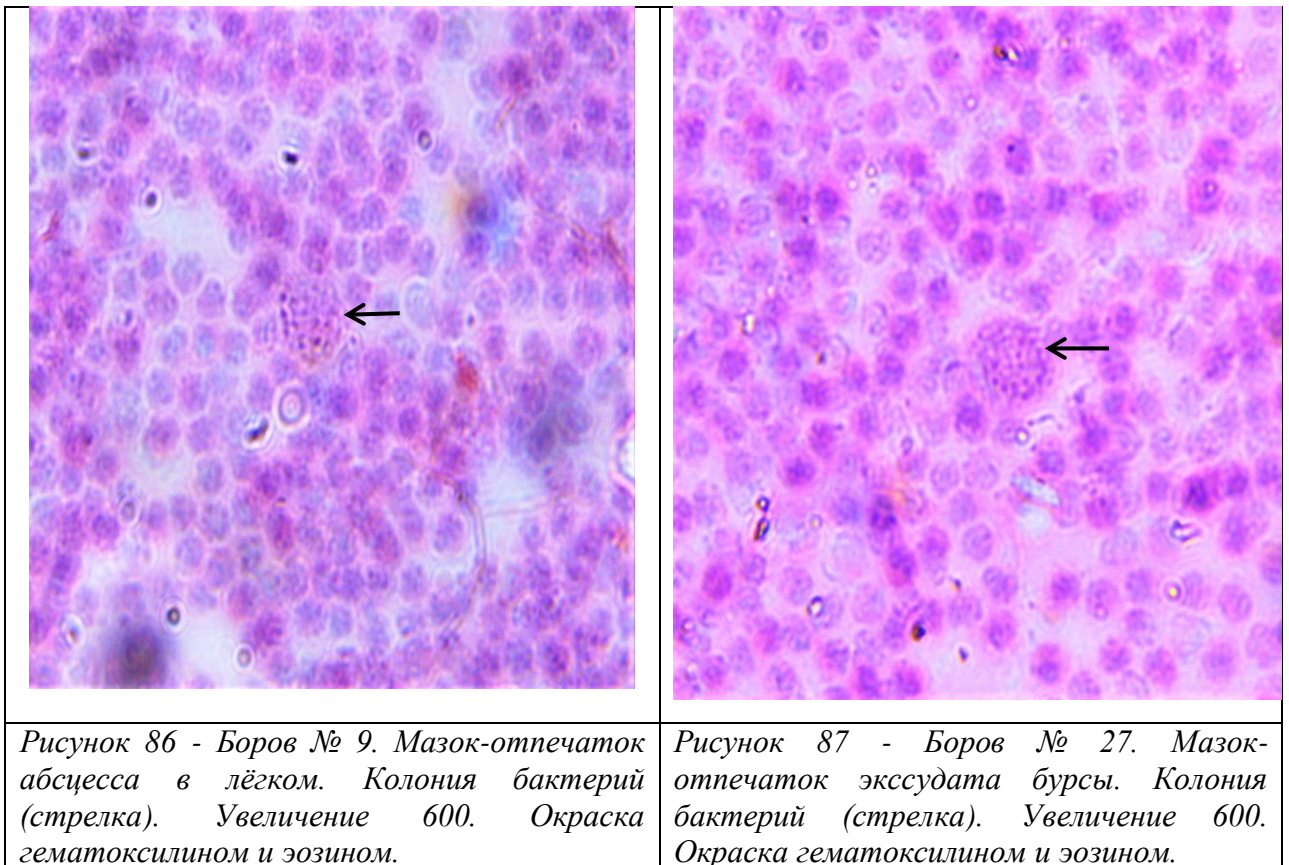 Рисунок 86 - Боров № 9. Мазок-отпечаток
абсцесса в лёгком. Колония бактерий
(стрелка). Увеличение 600. Окраска
гематоксилином и эозином.
Рисунок 87 - Боров № 27. Мазок-
отпечаток экссудата бурсы. Колония
бактерий (стрелка). Увеличение 600.
Окраска гематоксилином и эозином.